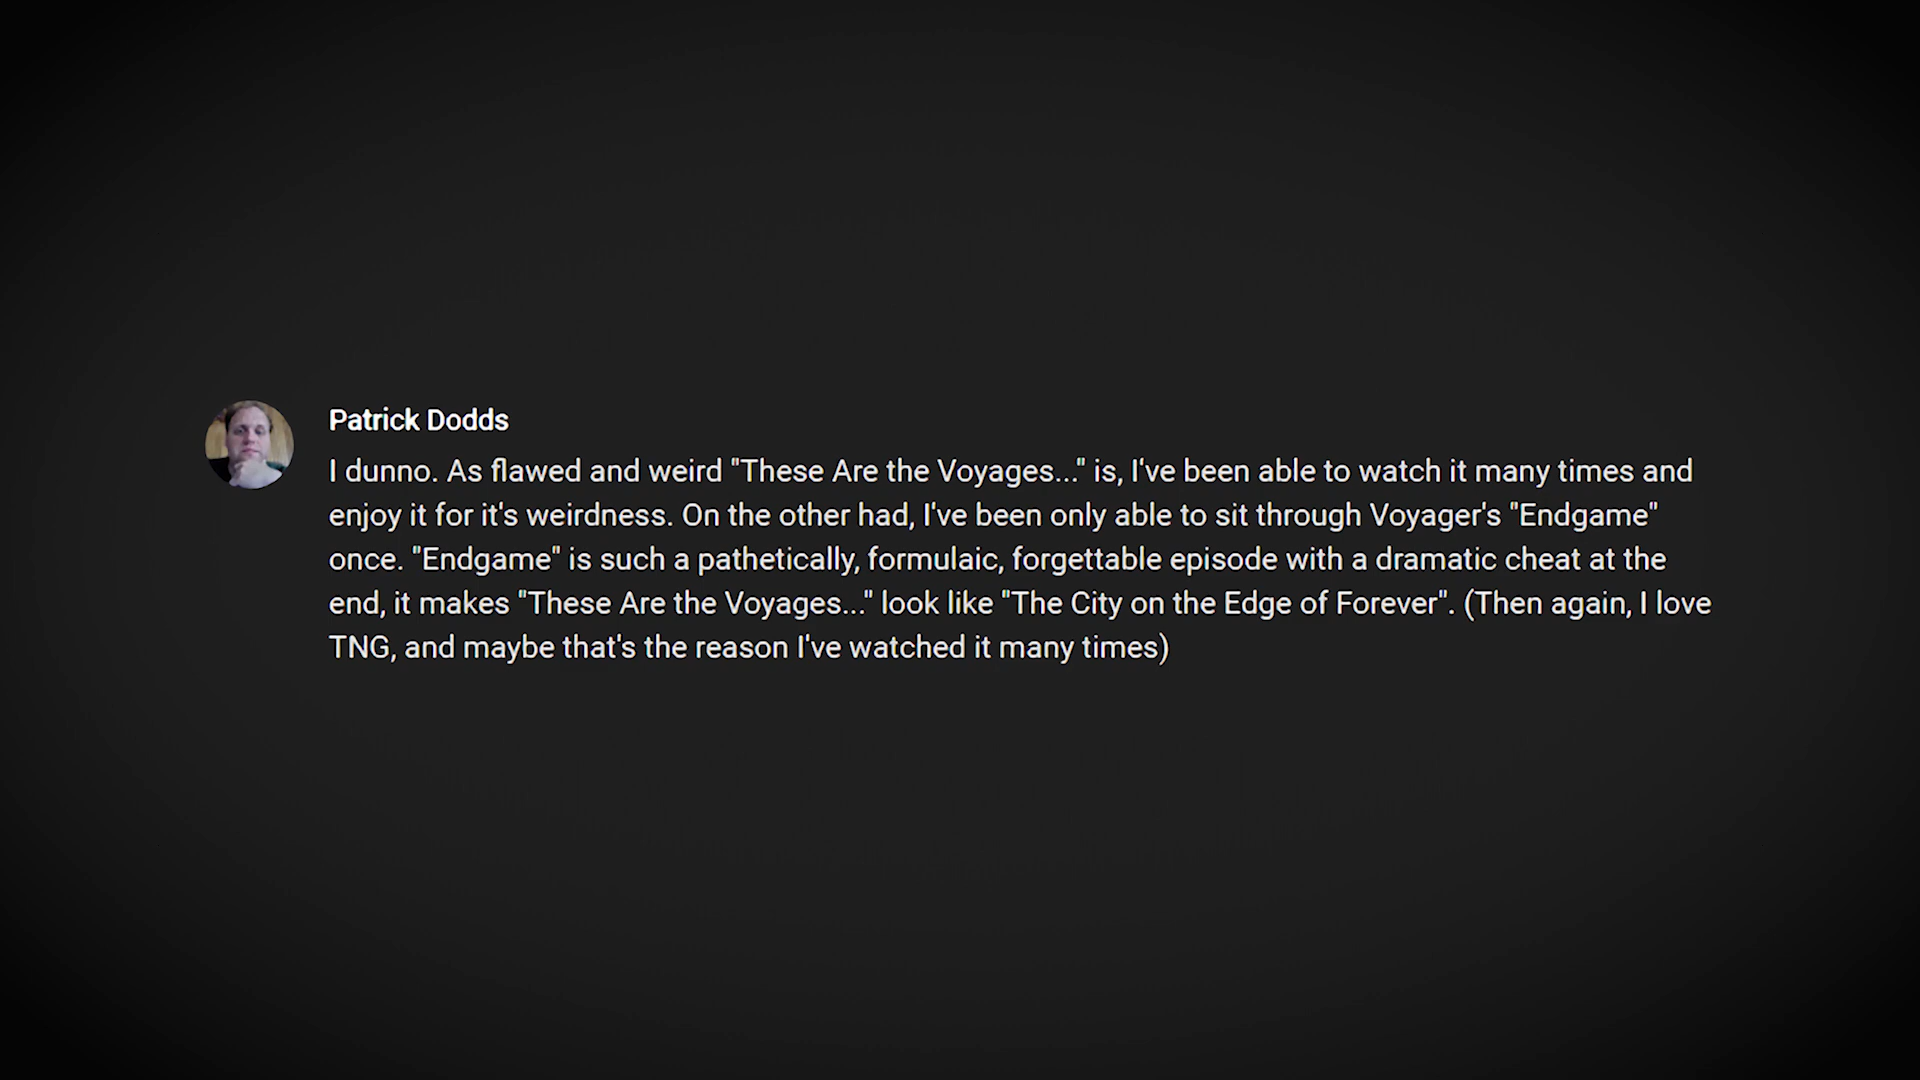 Patrick Dodds
I dunno. As flawed and weird "These Are the Voyages..." is, I've been able to watch it many times and
enjoy it for it's weirdness. On the other had, I've been only able to sit through Voyager's "Endgame"
once. "Endgame" is such a pathetically, formulaic, forgettable episode with a dramatic cheat at the
end, it makes "These Are the Voyages..." look like "The City on the Edge of Forever". (Then again, I love
TNG, and maybe that's the reason I've watched it many times)